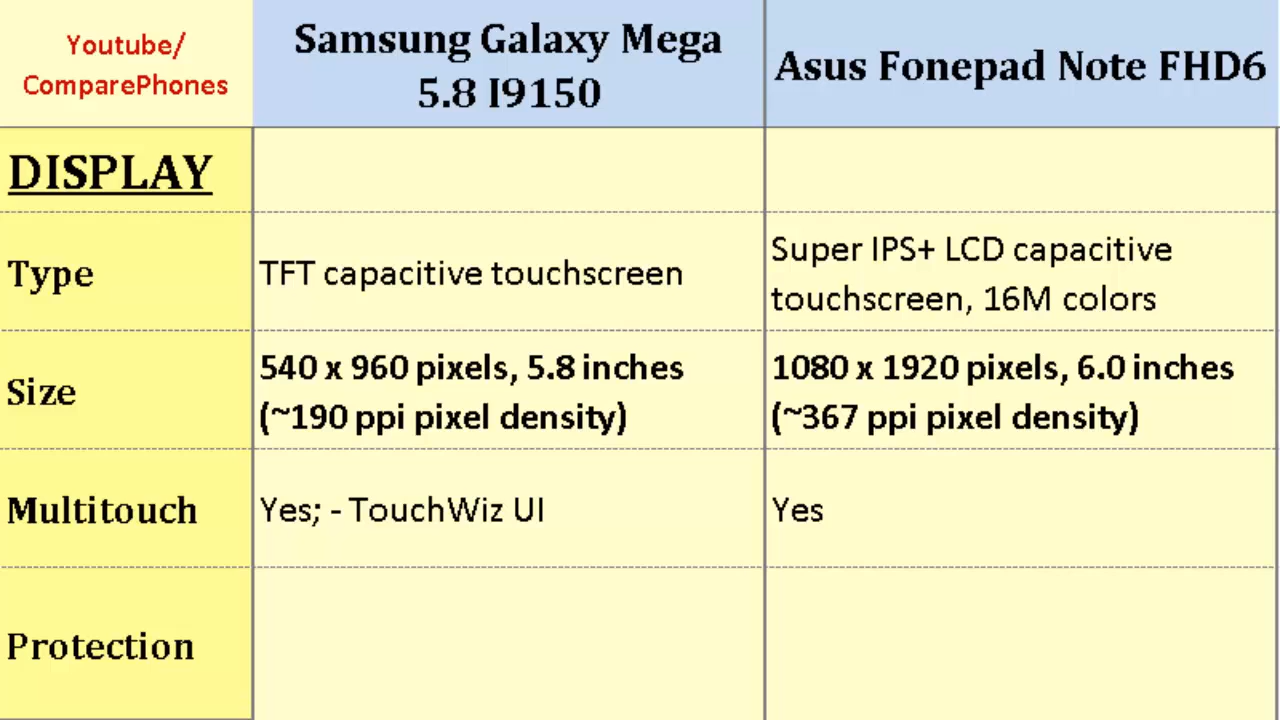 Youtube/
ComparePhones
Samsung Galaxy Mega
5.8 I9150
Asus Fonepad Note FHD6
DISPLAY
Type
TFT capacitive touchscreen
Super IPS+ LCD capacitive
touchscreen, 16M colors
Size
540 x 960 pixels, 5.8 inches
(~190 ppi pixel density)
1080 x 1920 pixels, 6.0 inches
(~367 ppi pixel density)
Multitouch
Yes; - TouchWiz UI
Yes
Protection